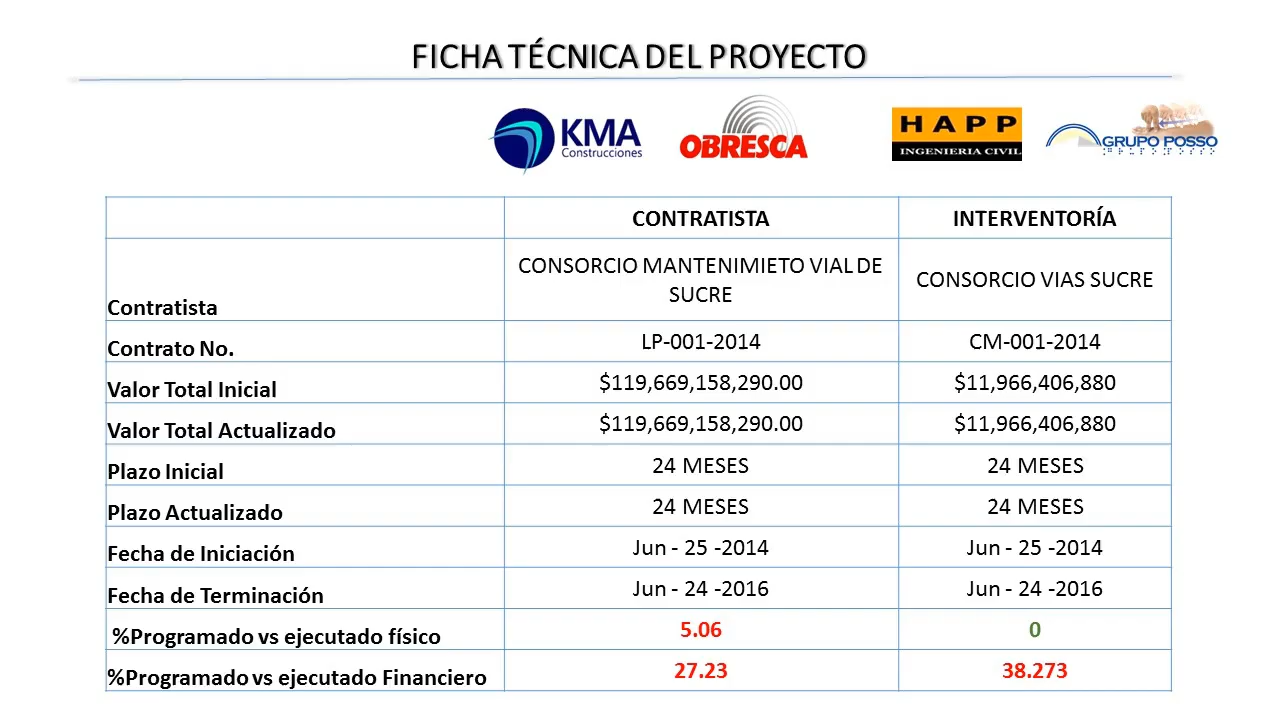 FICHA TÉCNICA DEL PROYECTO
KMA
Construcciones
OBRESCA
HAPP
INGENIERIA CIVIL
GRUPO POSSO
CONTRATISTA INTERVENTORÍA
Contratista CONSORCIO MANTENIMIETO VIAL DE SUCRE CONSORCIO VIAS SUCRE
Contrato No. LP-001-2014 CM-001-2014
Valor Total Inicial $119,669,158,290.00 $11,966,406,880
Valor Total Actualizado $119,669,158,290.00 $11,966,406,880
Plazo Inicial 24 MESES 24 MESES
Plazo Actualizado 24 MESES 24 MESES
Fecha de Iniciación Jun - 25 -2014 Jun - 25 -2014
Fecha de Terminación Jun - 24 -2016 Jun - 24 -2016
%Programado vs ejecutado físico 5.06 0
%Programado vs ejecutado Financiero 27.23 38.273